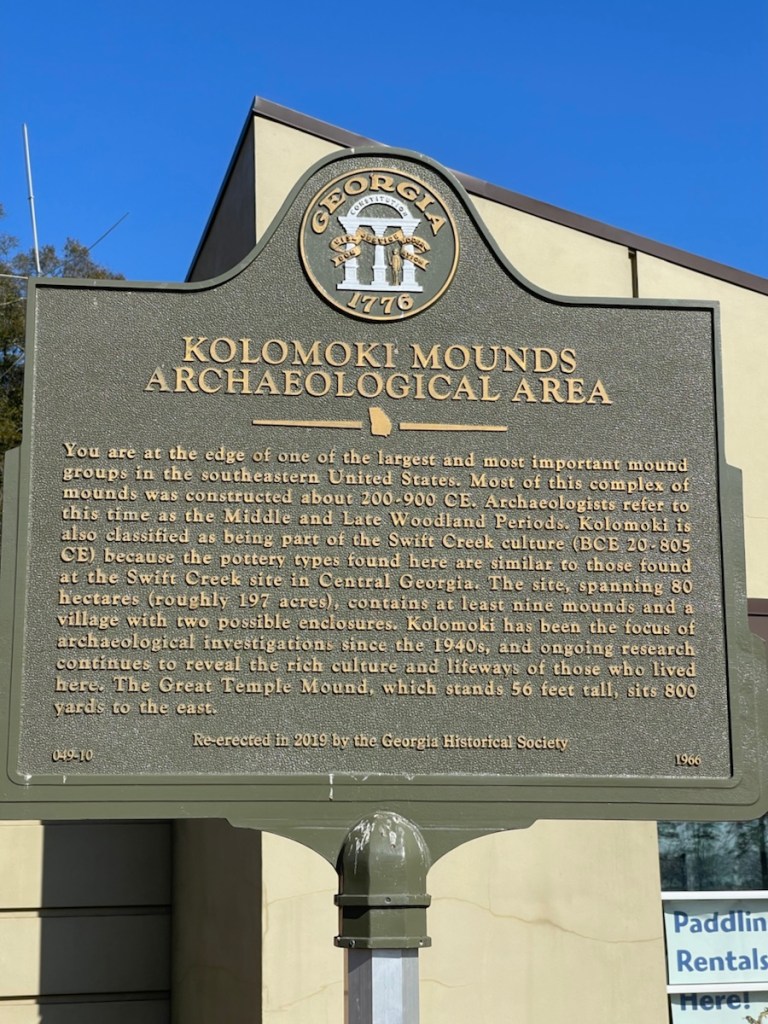 GEORGIA
CONSTITUTION
JUSTICE
1776
KOLOMOKI MOUNDS
ARCHAEOLOGICAL AREA
You are at the edge of one of the largest and most important mound
groups in the southeastern United States. Most of this complex of
mounds was constructed about 200-900 CE. Archaeologists refer to
this time as the Middle and Late Woodland Periods. Kolomoki is
also classified as being part of the Swift Creek culture (BCE 20-805
CE) because the pottery types found here are similar to those found
at the Swift Creek site in Central Georgia. The site, spanning 80
hectares (roughly 197 acres), contains at least nine mounds and a
village with two possible enclosures. Kolomoki has been the focus of
archaeological investigations since the 1940s, and ongoing research
continues to reveal the rich culture and lifeways of those who lived
here. The Great Temple Mound, which stands 56 feet tall, sits 800
yards to the east.
Re-erected in 2019 by the Georgia Historical Society
049-10 1966
Paddlin
Rentals
Here!